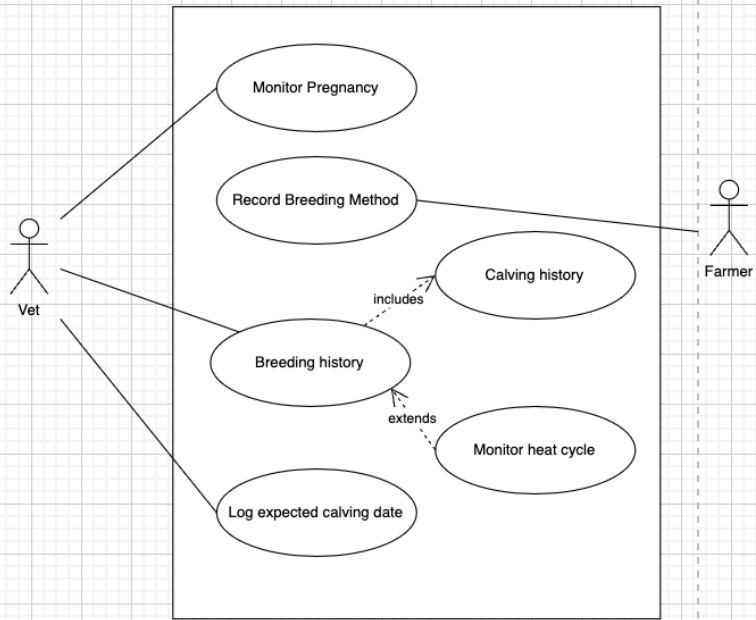 Monitor Pregnancy
Record Breeding Method
Calving history
Farmer
includes
Vet
Breeding history
extends
Monitor heat cycle
Log expected calving date